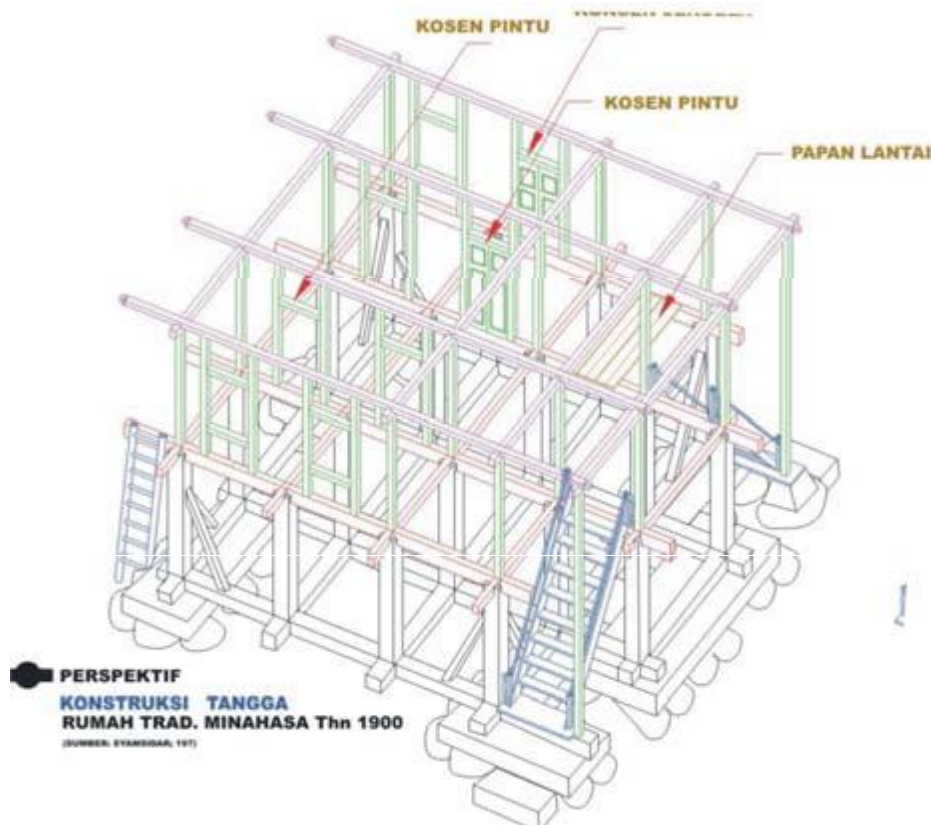 KOSEN PINTU
KOSEN PINTU
PAPAN LANTAI
PERSPEKTIF
KONSTRUKSI TANGGA
RUMAH TRAD. MINAHASA Thn 1900